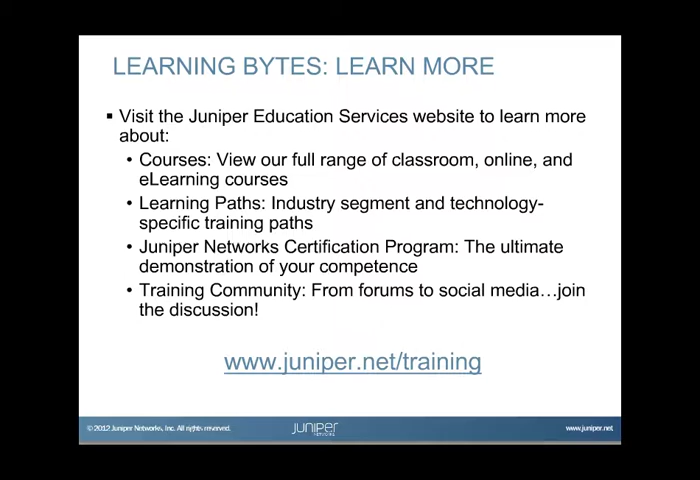 LEARNING BYTES: LEARN MORE
▪ Visit the Juniper Education Services website to learn more
about:
• Courses: View our full range of classroom, online, and
eLearning courses
• Learning Paths: Industry segment and technology-
specific training paths
• Juniper Networks Certification Program: The ultimate
demonstration of your competence
• Training Community: From forums to social media…join
the discussion!
www.juniper.net/training
© 2012 Juniper Networks, Inc. All rights reserved.
JUNIPER
NETWORKS
www.juniper.net